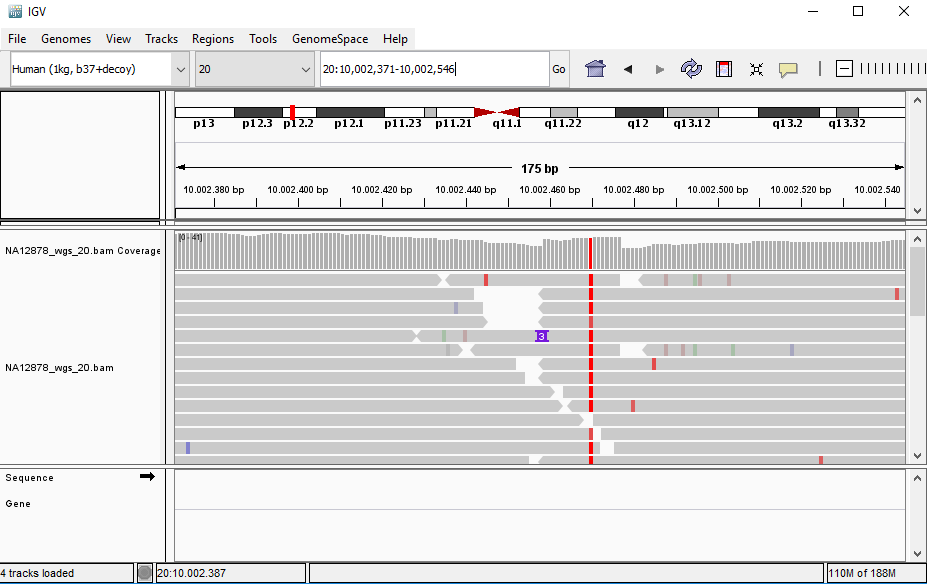 IGV
File Genomes View Tracks Regions Tools GenomeSpace Help
Human (1kg, b37+decoy) 20 20:10,002,371-10,002,546 Go
p13 p12.3 p12.2 p12.1 p11.23 p11.21 q11.1 q11.22 q12 q13.12 q13.2 q13.32
175 bp
10.002.380 bp 10.002.400 bp 10.002.420 bp 10.002.440 bp 10.002.460 bp 10.002.480 bp 10.002.500 bp 10.002.520 bp 10.002.540
[0 - 41]
NA12878_wgs_20.bam Coverage
3
NA12878_wgs_20.bam
Sequence
Gene
4 tracks loaded 20:10.002.387 110M of 188M